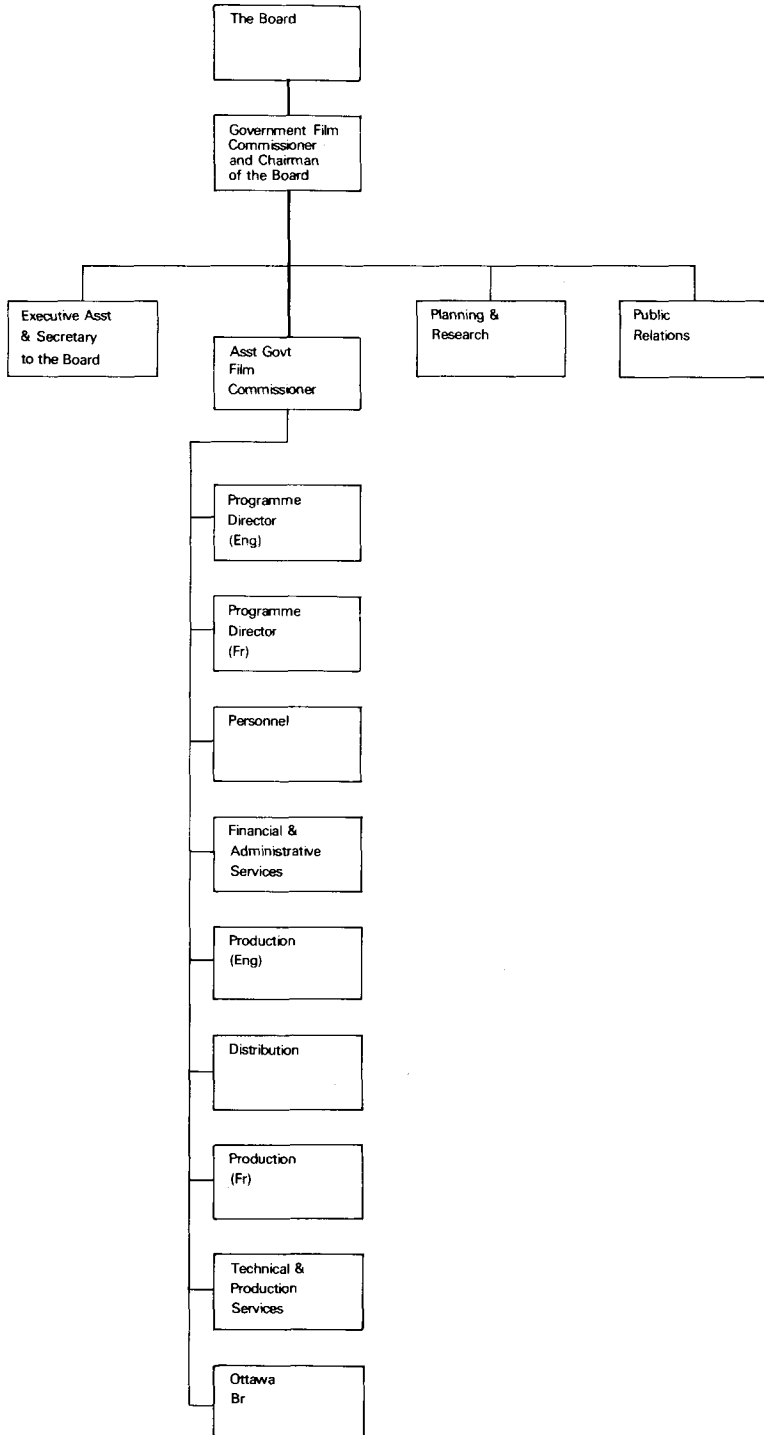 The Board
Government Film
Commissioner
and Chairman
of the Board
Executive Asst
& Secretary
to the Board
Asst Govt
Film
Commissioner
Planning &
Research
Public
Relations
Programme
Director
(Eng)
Programme
Director
(Fr)
Personnel
Financial &
Administrative
Services
Production
(Eng)
Distribution
Production
(Fr)
Technical &
Production
Services
Ottawa
Br